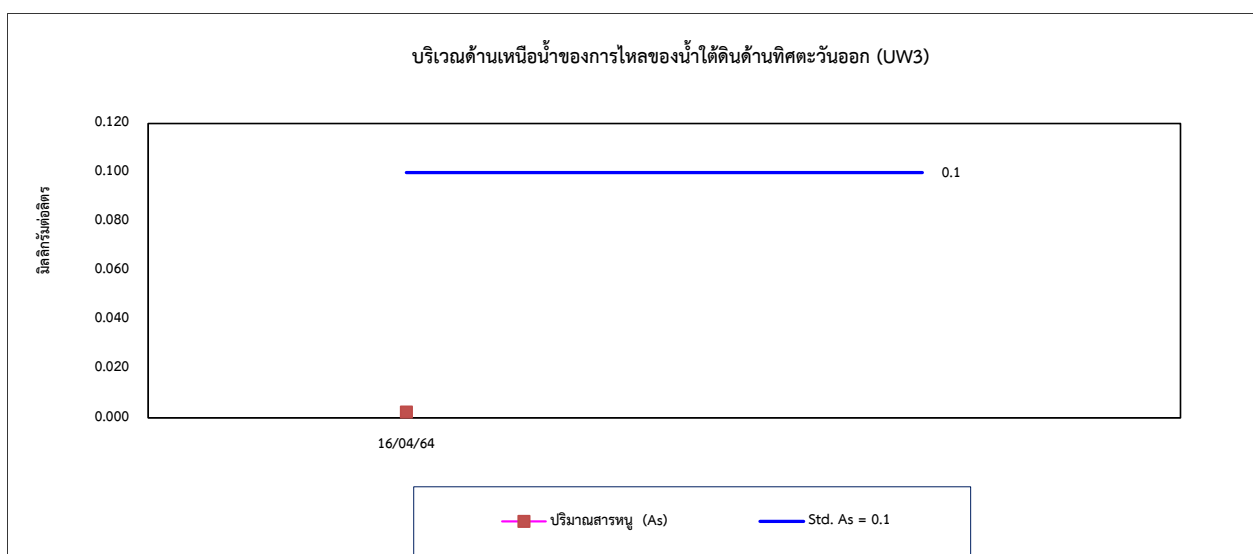 บริเวณด้านเหนือน้ำของการไหลของน้ำใต้ดินด้านทิศตะวันออก (UW3)
มิลลิกรัมต่อลิตร
0.120
0.100
0.080
0.060
0.040
0.020
0.000
0.1
16/04/64
ปริมาณสารหนู (As)
Std. As = 0.1